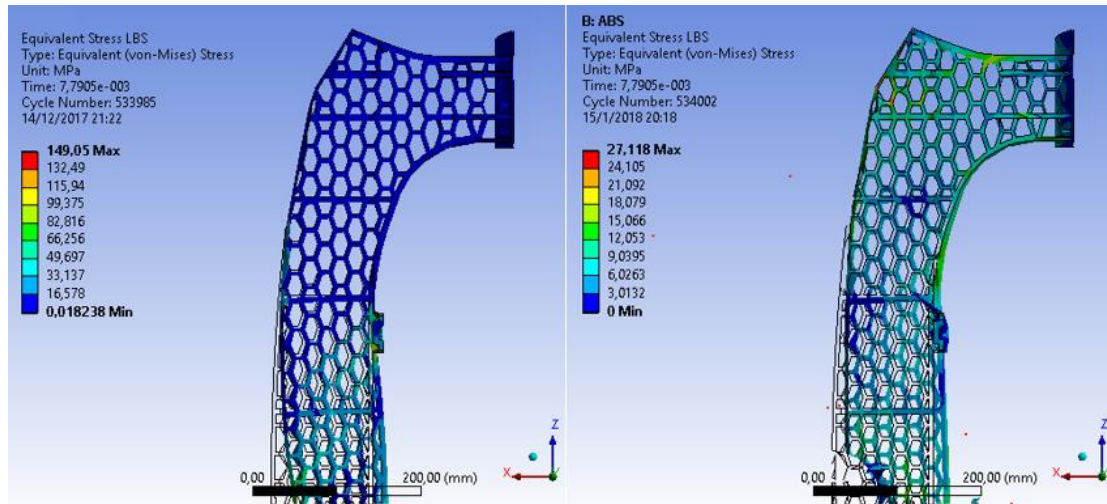 Equivalent Stress LBS
Type: Equivalent (von-Mises) Stress
Unit: MPa
Time: 7,7905e-003
Cycle Number: 533985
14/12/2017 21:22
149,05 Max
132,49
115,94
99,375
82,816
66,256
49,697
33,137
16,578
0,018238 Min
0,00
200,00 (mm)
Z
X
B: ABS
Equivalent Stress LBS
Type: Equivalent (von-Mises) Stress
Unit: MPa
Time: 7,7905e-003
Cycle Number: 534002
15/1/2018 20:18
27,118 Max
24,105
21,092
18,079
15,066
12,053
9,0395
6,0263
3,0132
0 Min
0,00
200,00 (mm)
Z
X